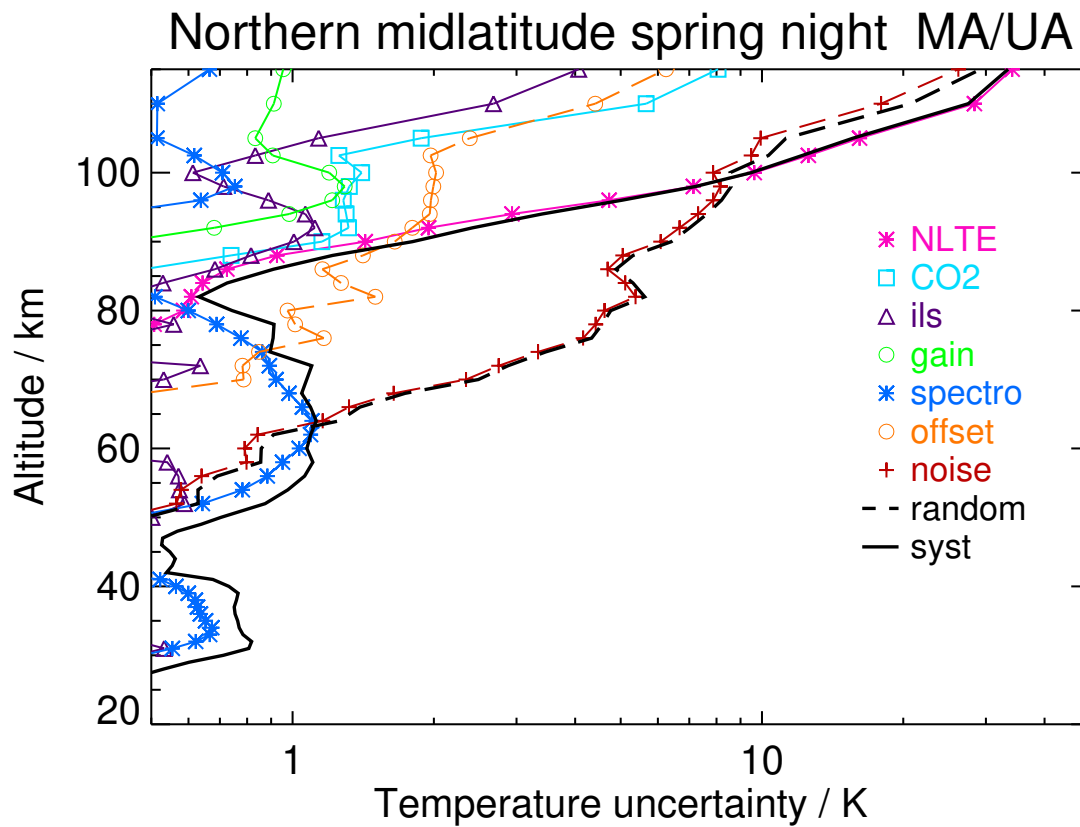 Northern midlatitude spring night MA/UA
100
80
60
40
20
Altitude / km
NLTE
CO2
ils
gain
spectro
offset
noise
random
syst
1 10
Temperature uncertainty / K